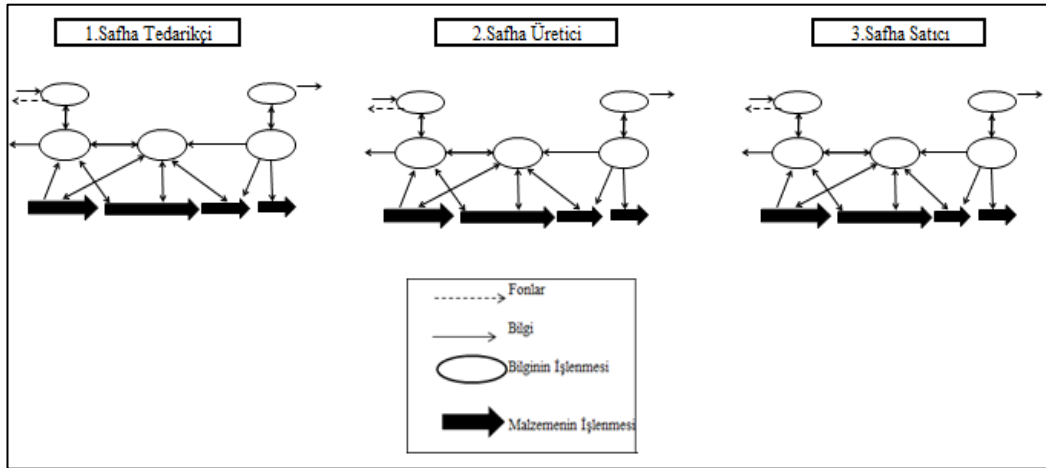 1.Safha Tedarikçi
2.Safha Üretici
3.Safha Satıcı
Fonlar
Bilgi
Bilginin İşlenmesi
Malzemenin İşlenmesi